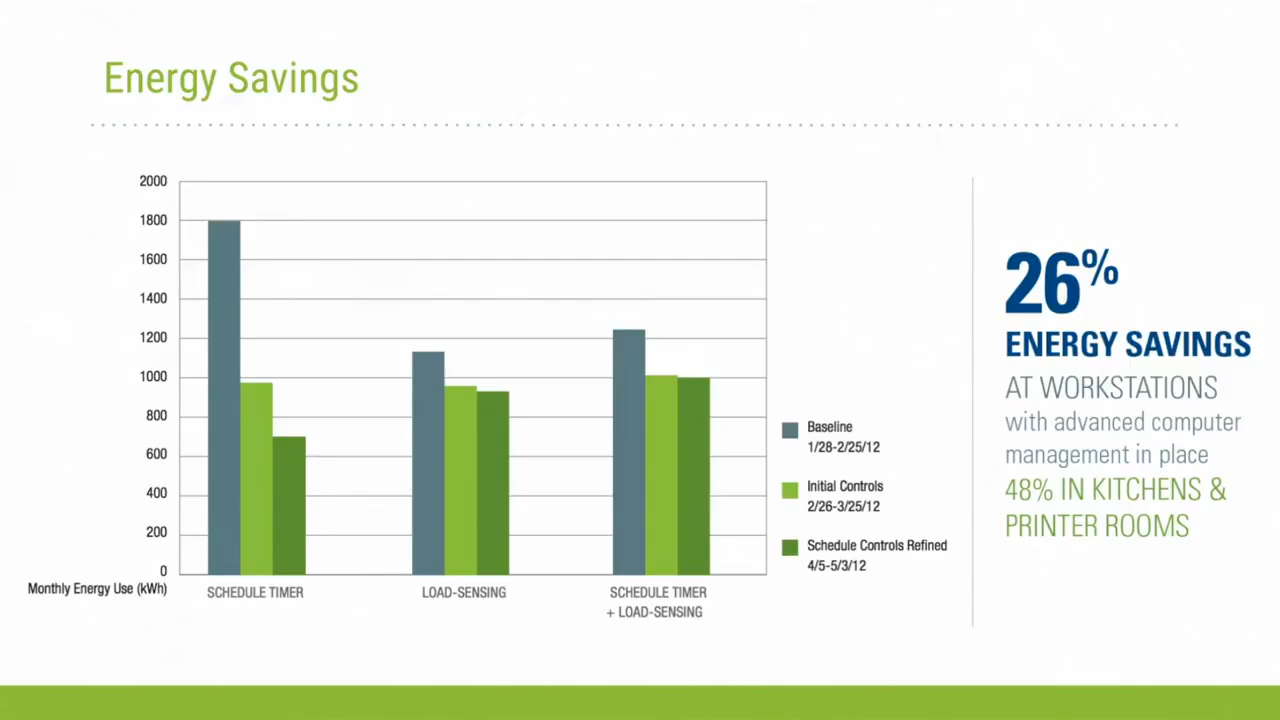 Energy Savings
2000
1800
1600
1400
1200
1000
800
600
400
200
0
Monthly Energy Use (kWh)
SCHEDULE TIMER
LOAD-SENSING
SCHEDULE TIMER
+ LOAD-SENSING
Baseline
1/28-2/25/12
Initial Controls
2/26-3/25/12
Schedule Controls Refined
4/5-5/3/12
26%
ENERGY SAVINGS
AT WORKSTATIONS
with advanced computer
management in place
48% IN KITCHENS &
PRINTER ROOMS